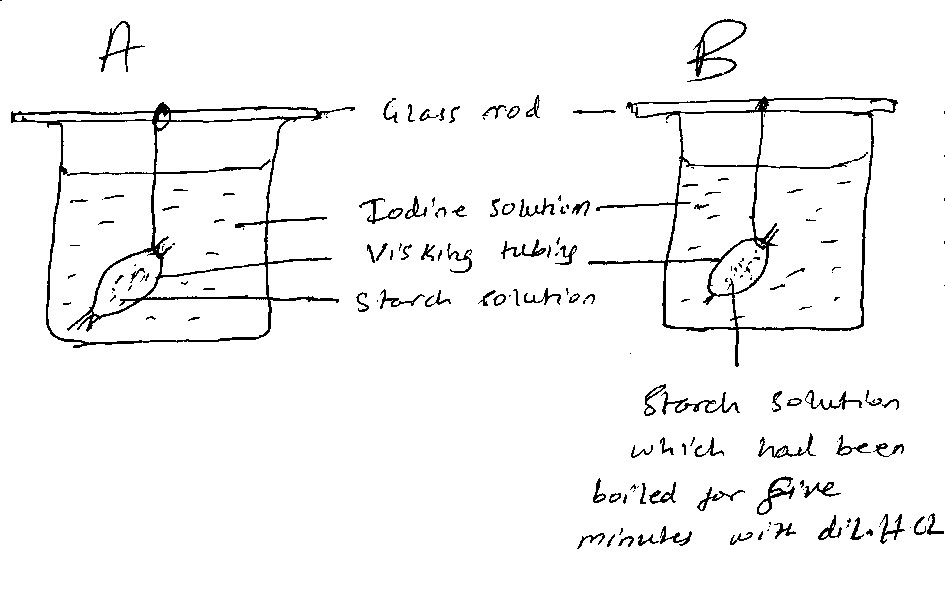 A
B
Glass rod
Iodine solution
Visking tubing
Starch solution
Starch solution
which had been
boiled for five
minutes with dil.HCL